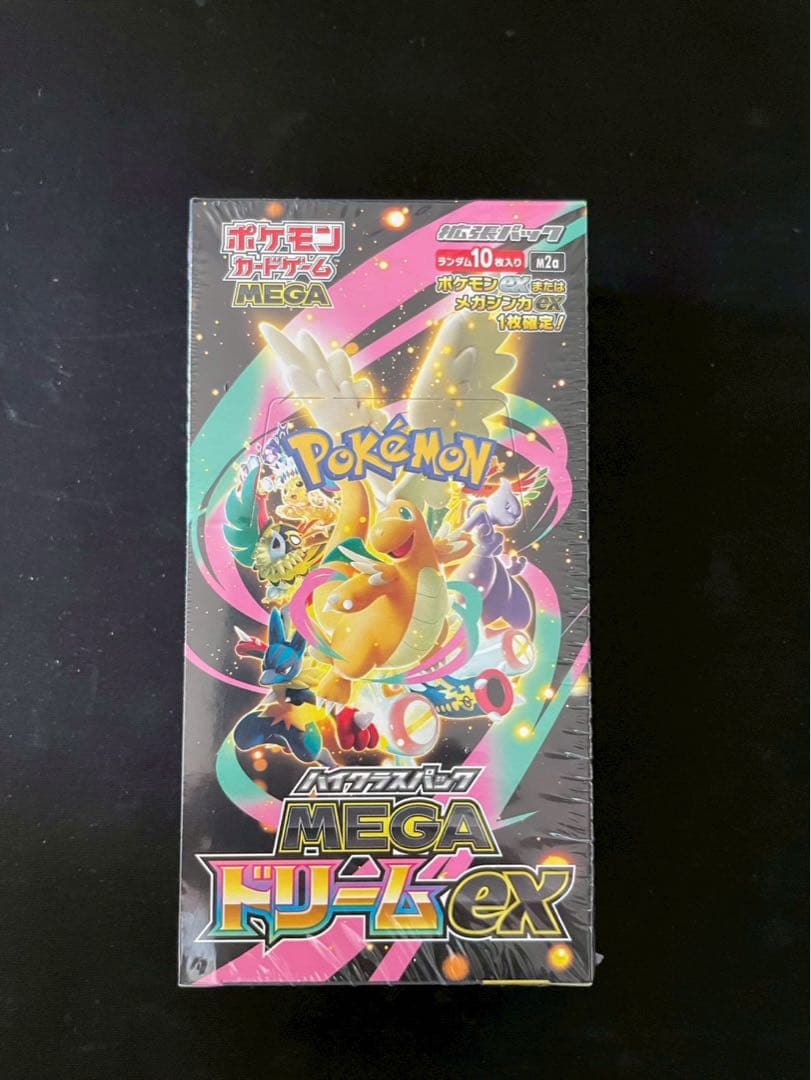 ポケモン
カードゲーム
MEGA
拡張パック
ランダム10枚入り M2a
ポケモンexまたは
メガシンカex
1枚確定!
POKÉMON
ハイクラスパック
MEGA
ドリームex